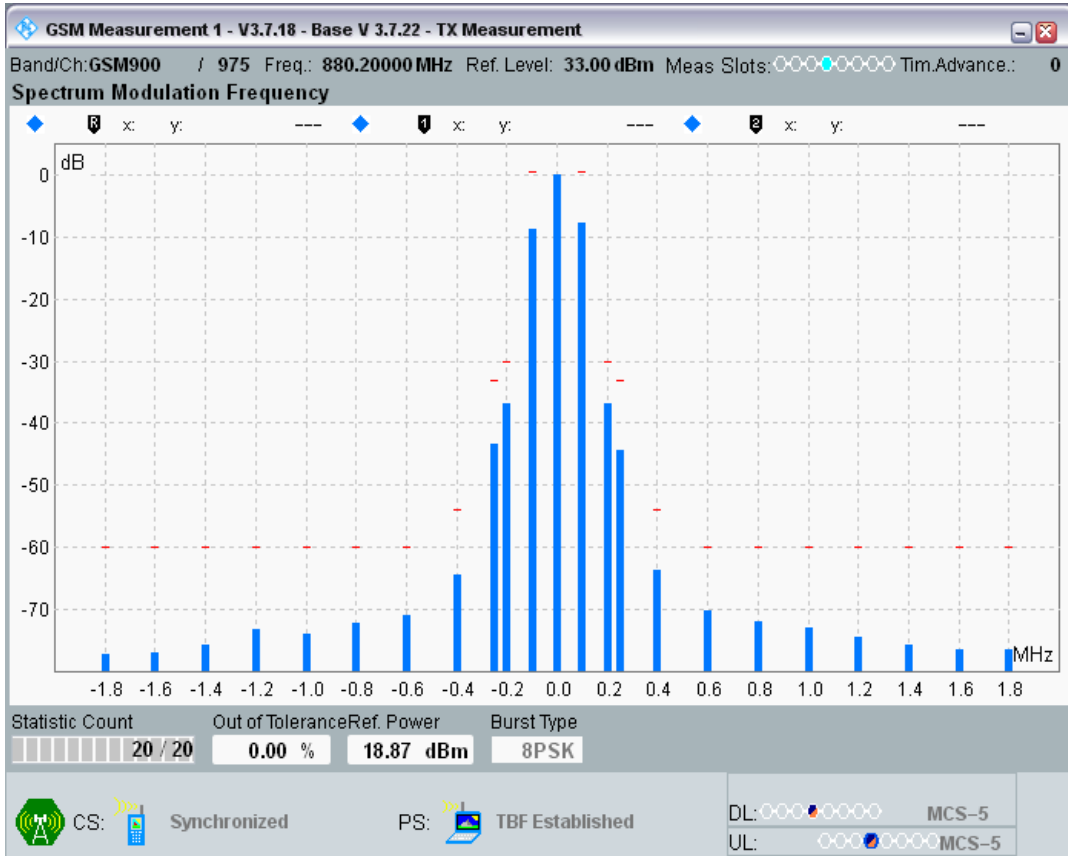 GSM Measurement 1 - V3.7.18 - Base V 3.7.22 - TX Measurement
Band/Ch:GSM900 / 975 Freq.: 880.20000 MHz Ref. Level: 33.00 dBm Meas Slots: Tim.Advance.: 0
Spectrum Modulation Frequency
R x: y: --- 1 x: y: --- 2 x: y: ---
dB
0
-10
-20
-30
-40
-50
-60
-70
MHz
-1.8 -1.6 -1.4 -1.2 -1.0 -0.8 -0.6 -0.4 -0.2 0.0 0.2 0.4 0.6 0.8 1.0 1.2 1.4 1.6 1.8
Statistic Count Out of Tolerance Ref. Power Burst Type
20 / 20 0.00 % 18.87 dBm 8PSK
CS: Synchronized PS: TBF Established
DL: MCS-5
UL: MCS-5